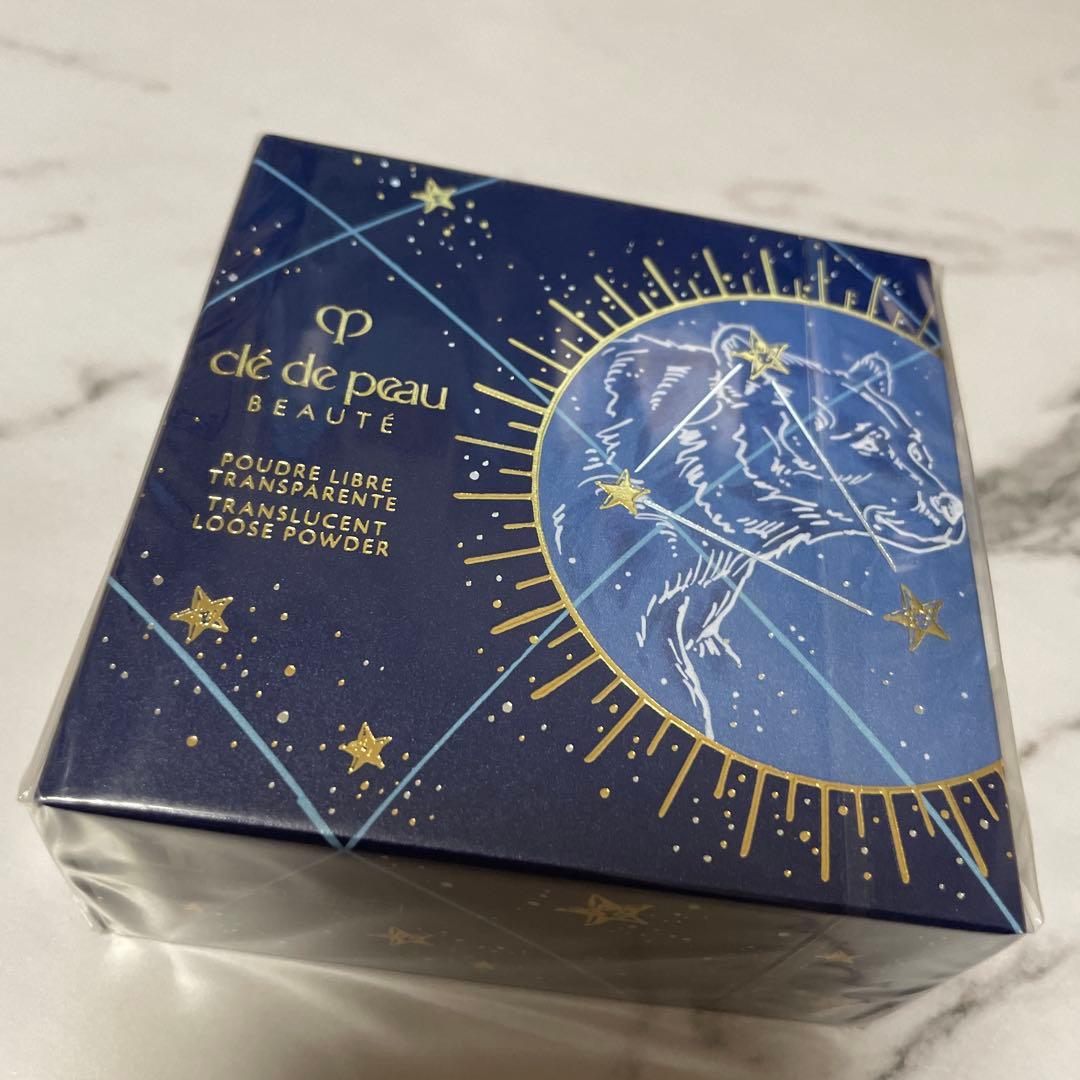 clé de peau
BEAUTÉ
POUDRE LIBRE
TRANSPARENTE
TRANSLUCENT
LOOSE POWDER